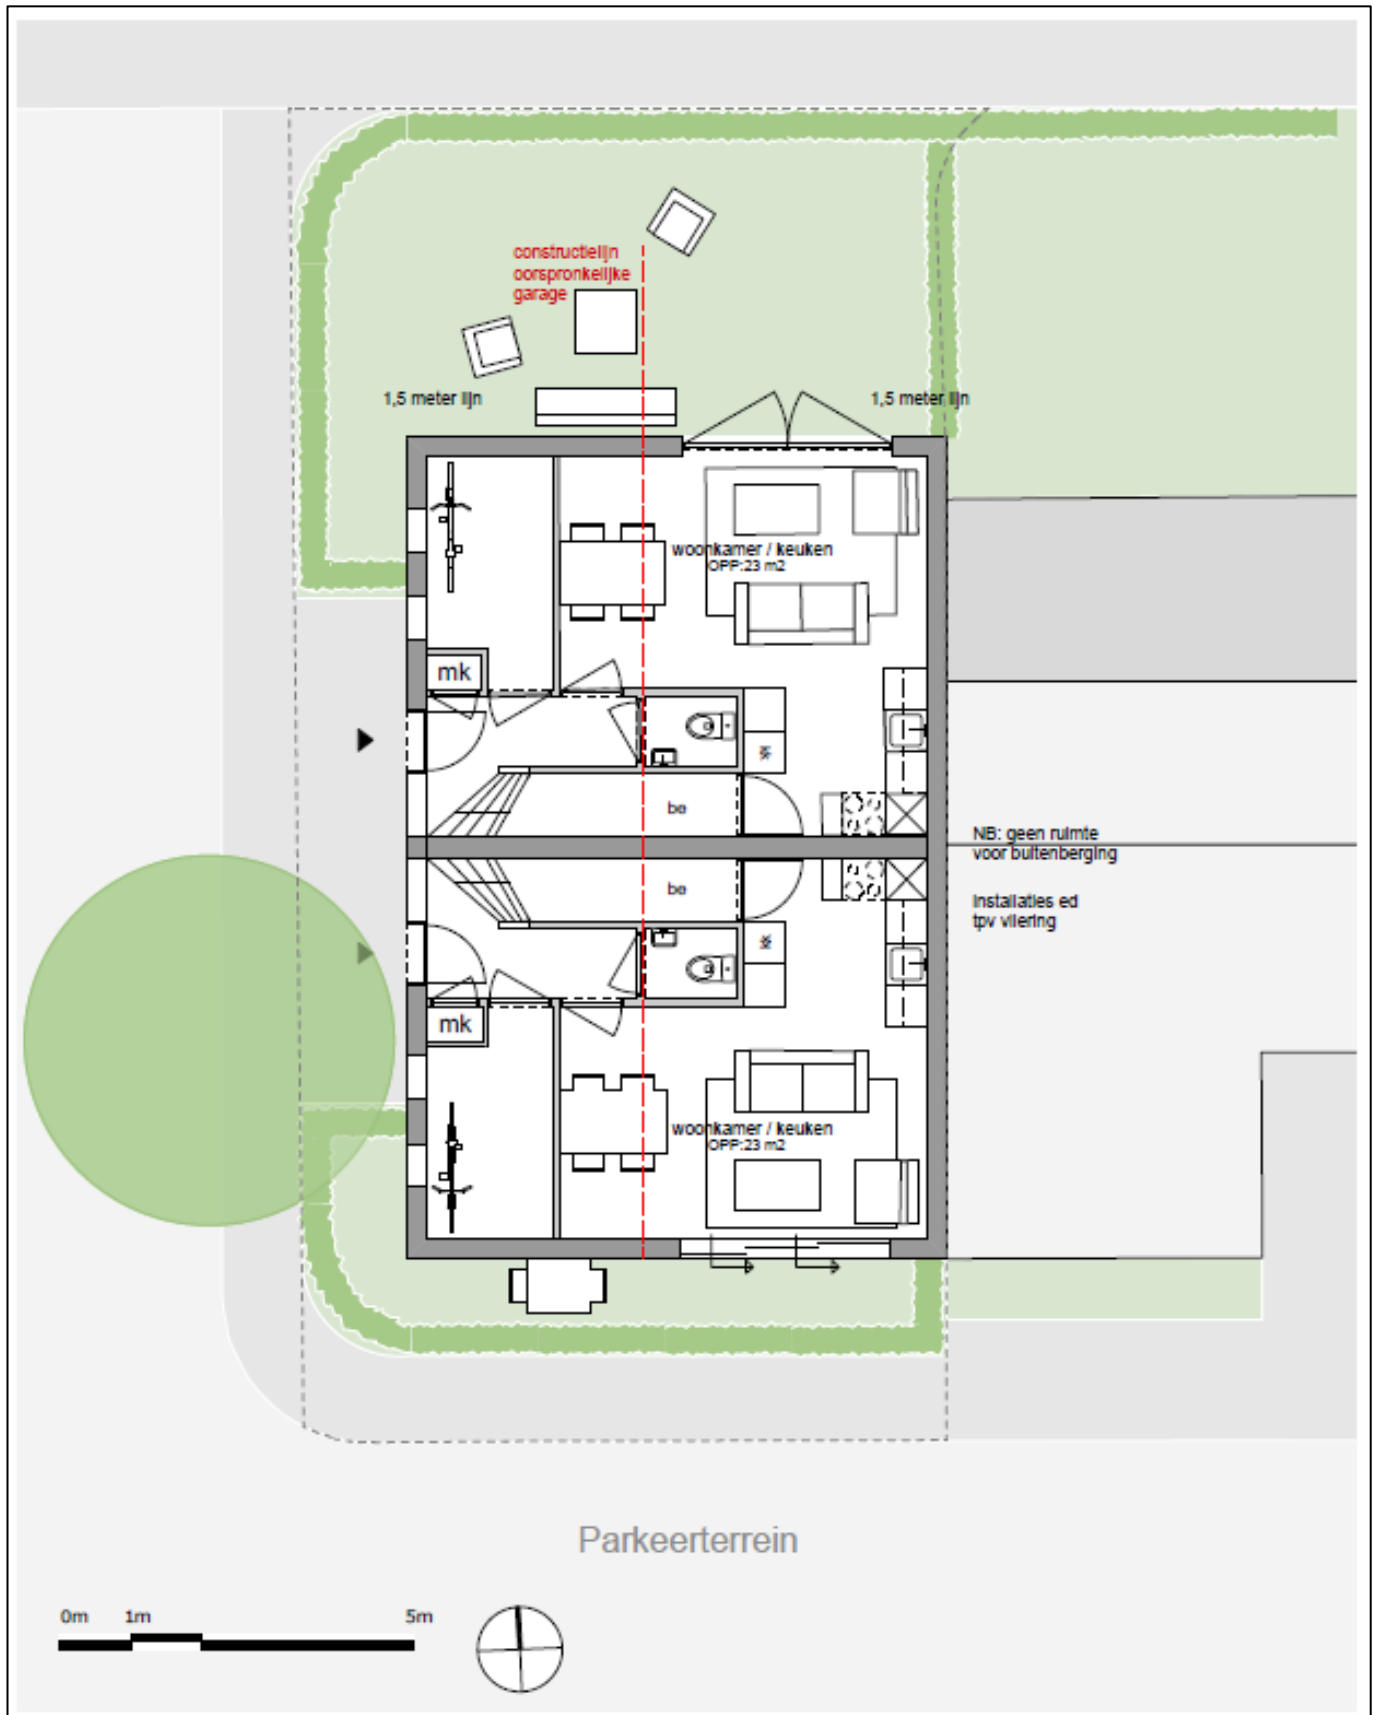 constructielijn
oorspronkelijke
garage
1,5 meter lijn
1,5 meter lijn
woonkamer / keuken
OPP:23 m2
mk
kk
be
NB: geen ruimte
voor buitenberging
be
Installaties ed
tpv vliering
kk
mk
woonkamer / keuken
OPP:23 m2
Parkeerterrein
0m 1m 5m